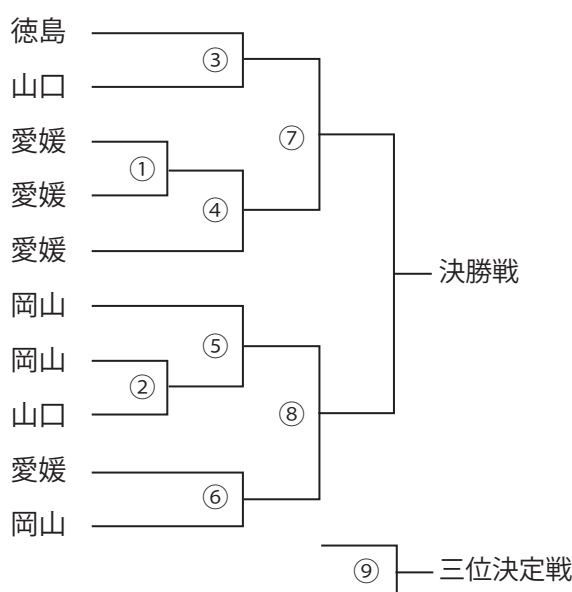 徳島
③
山口
⑦
愛媛
①
愛媛
④
愛媛
決勝戦
岡山
⑤
岡山
②
山口
⑧
愛媛
⑥
岡山
⑨
三位決定戦